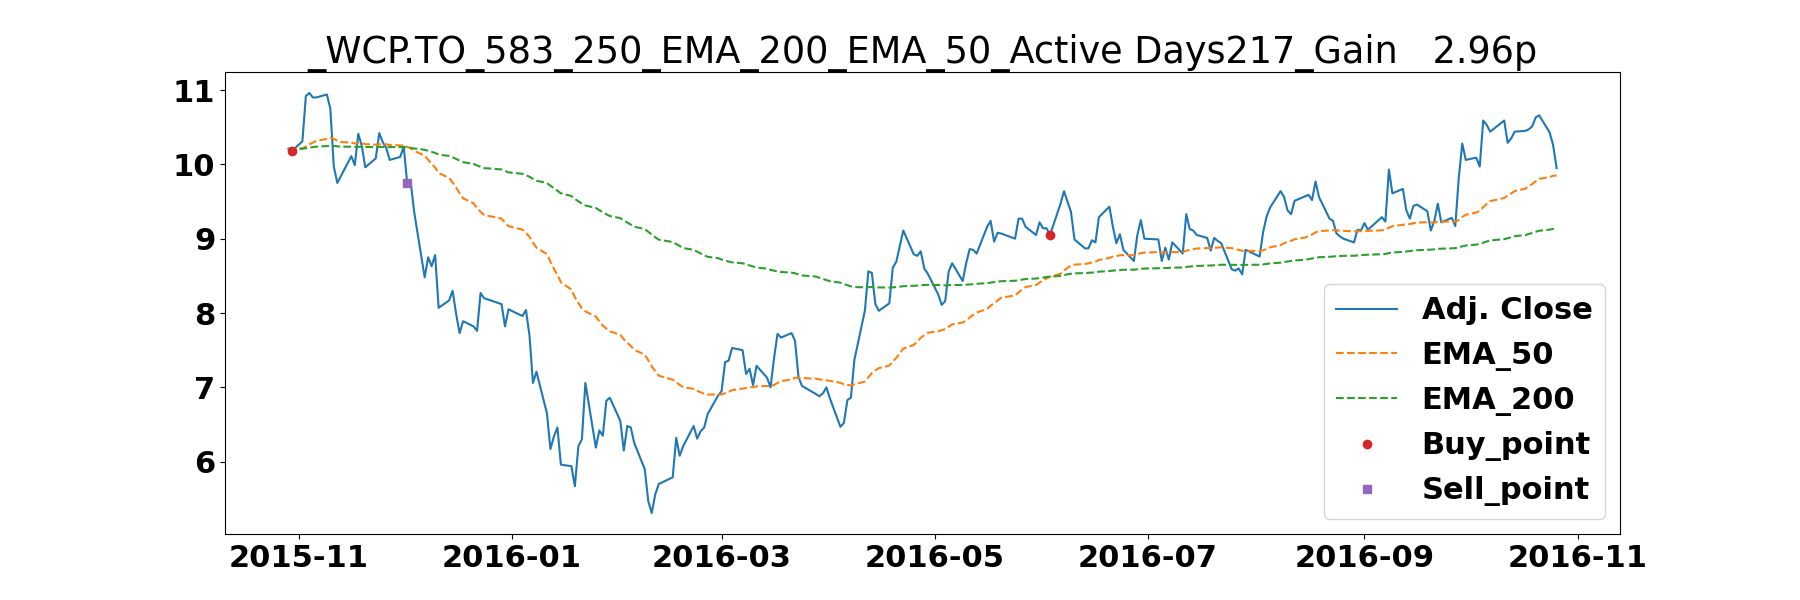 _WCP.TO_583_250_EMA_200_EMA_50_Active Days217_Gain   2.96p
11
10
9
8
7
6
Adj. Close
EMA_50
EMA_200
Buy_point
Sell_point
2015-11 2016-01 2016-03 2016-05 2016-07 2016-09 2016-11